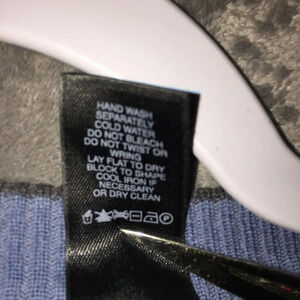 HAND WASH
SEPARATELY
COLD WATER
DO NOT BLEACH
DO NOT TWIST OR
WRING
LAY FLAT TO DRY
BLOCK TO SHAPE
COOL IRON IF
NECESSARY
OR DRY CLEAN
P